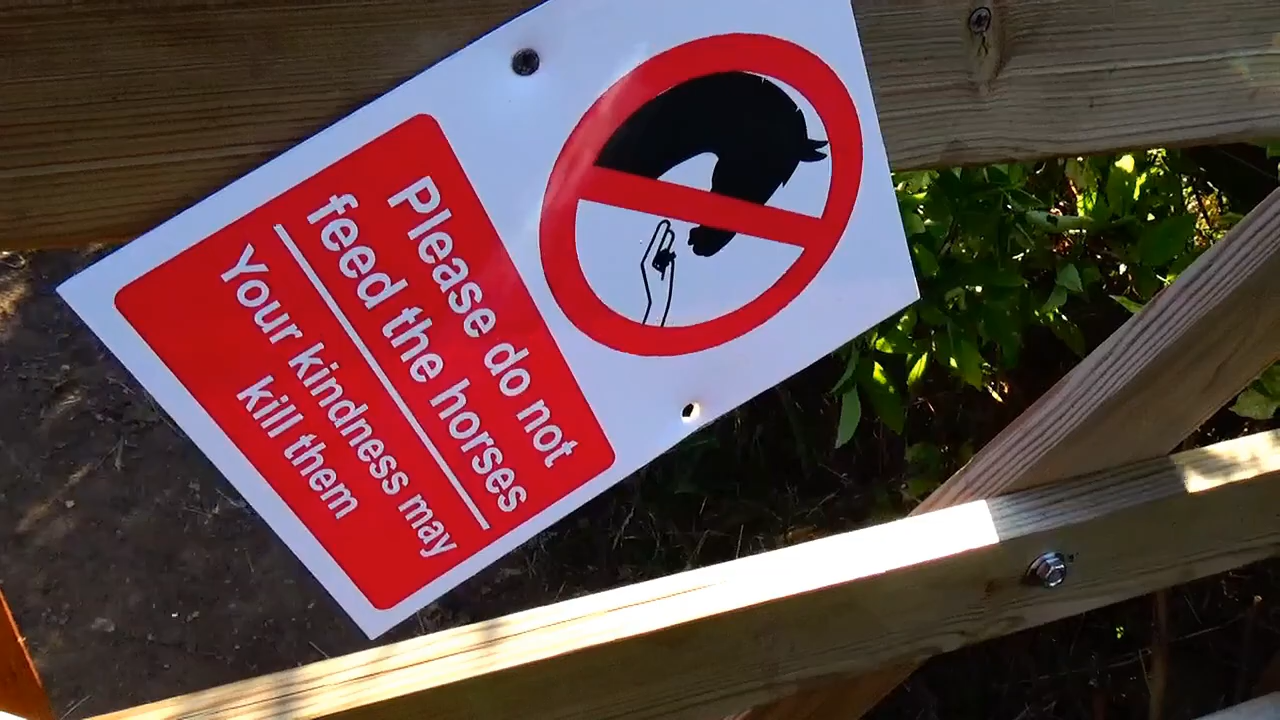 Please do not
feed the horses
Your kindness may
kill them